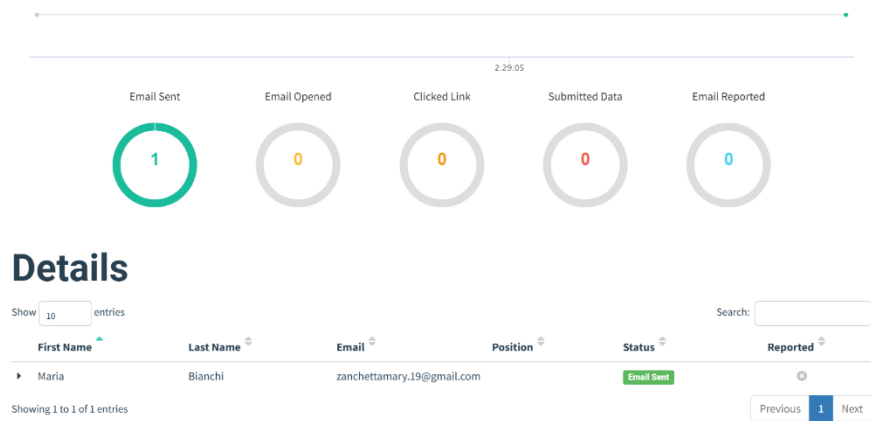 2:29:05
Email Sent Email Opened Clicked Link Submitted Data Email Reported
1 0 0 0 0
Details
Show 10 entries Search:
First Name Last Name Email Position Status Reported
Maria Bianchi zanchettamary.19@gmail.com Email Sent
Showing 1 to 1 of 1 entries Previous 1 Next